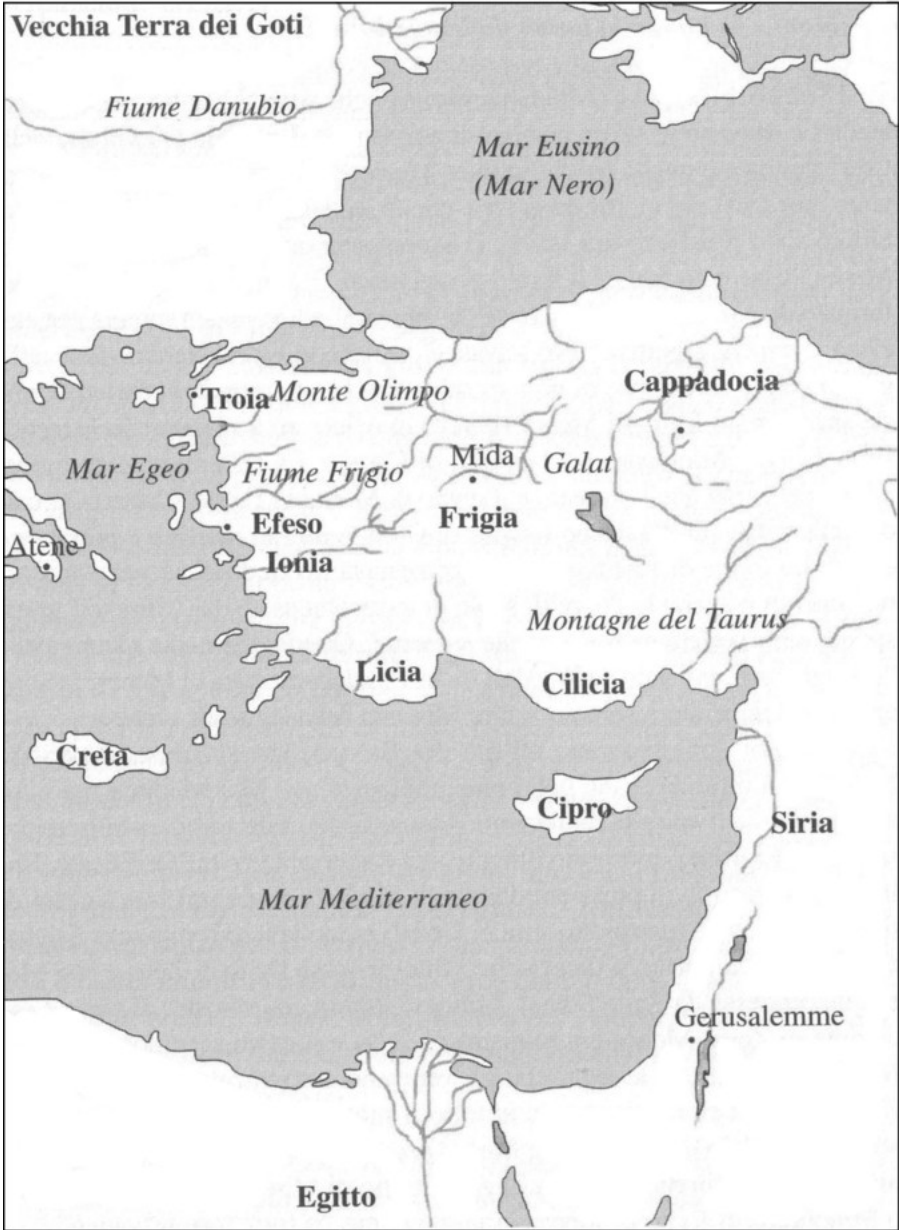 Vecchia Terra dei Goti
Fiume Danubio
Mar Eusino
(Mar Nero)
Cappadocia
Troia
Monte Olimpo
Mar Egeo
Fiume Frigio
Mida
Galat
Efeso
Frigia
Atene
Ionia
Montagne del Taurus
Licia
Cilicia
Creta
Cipro
Siria
Mar Mediterraneo
Gerusalemme
Egitto